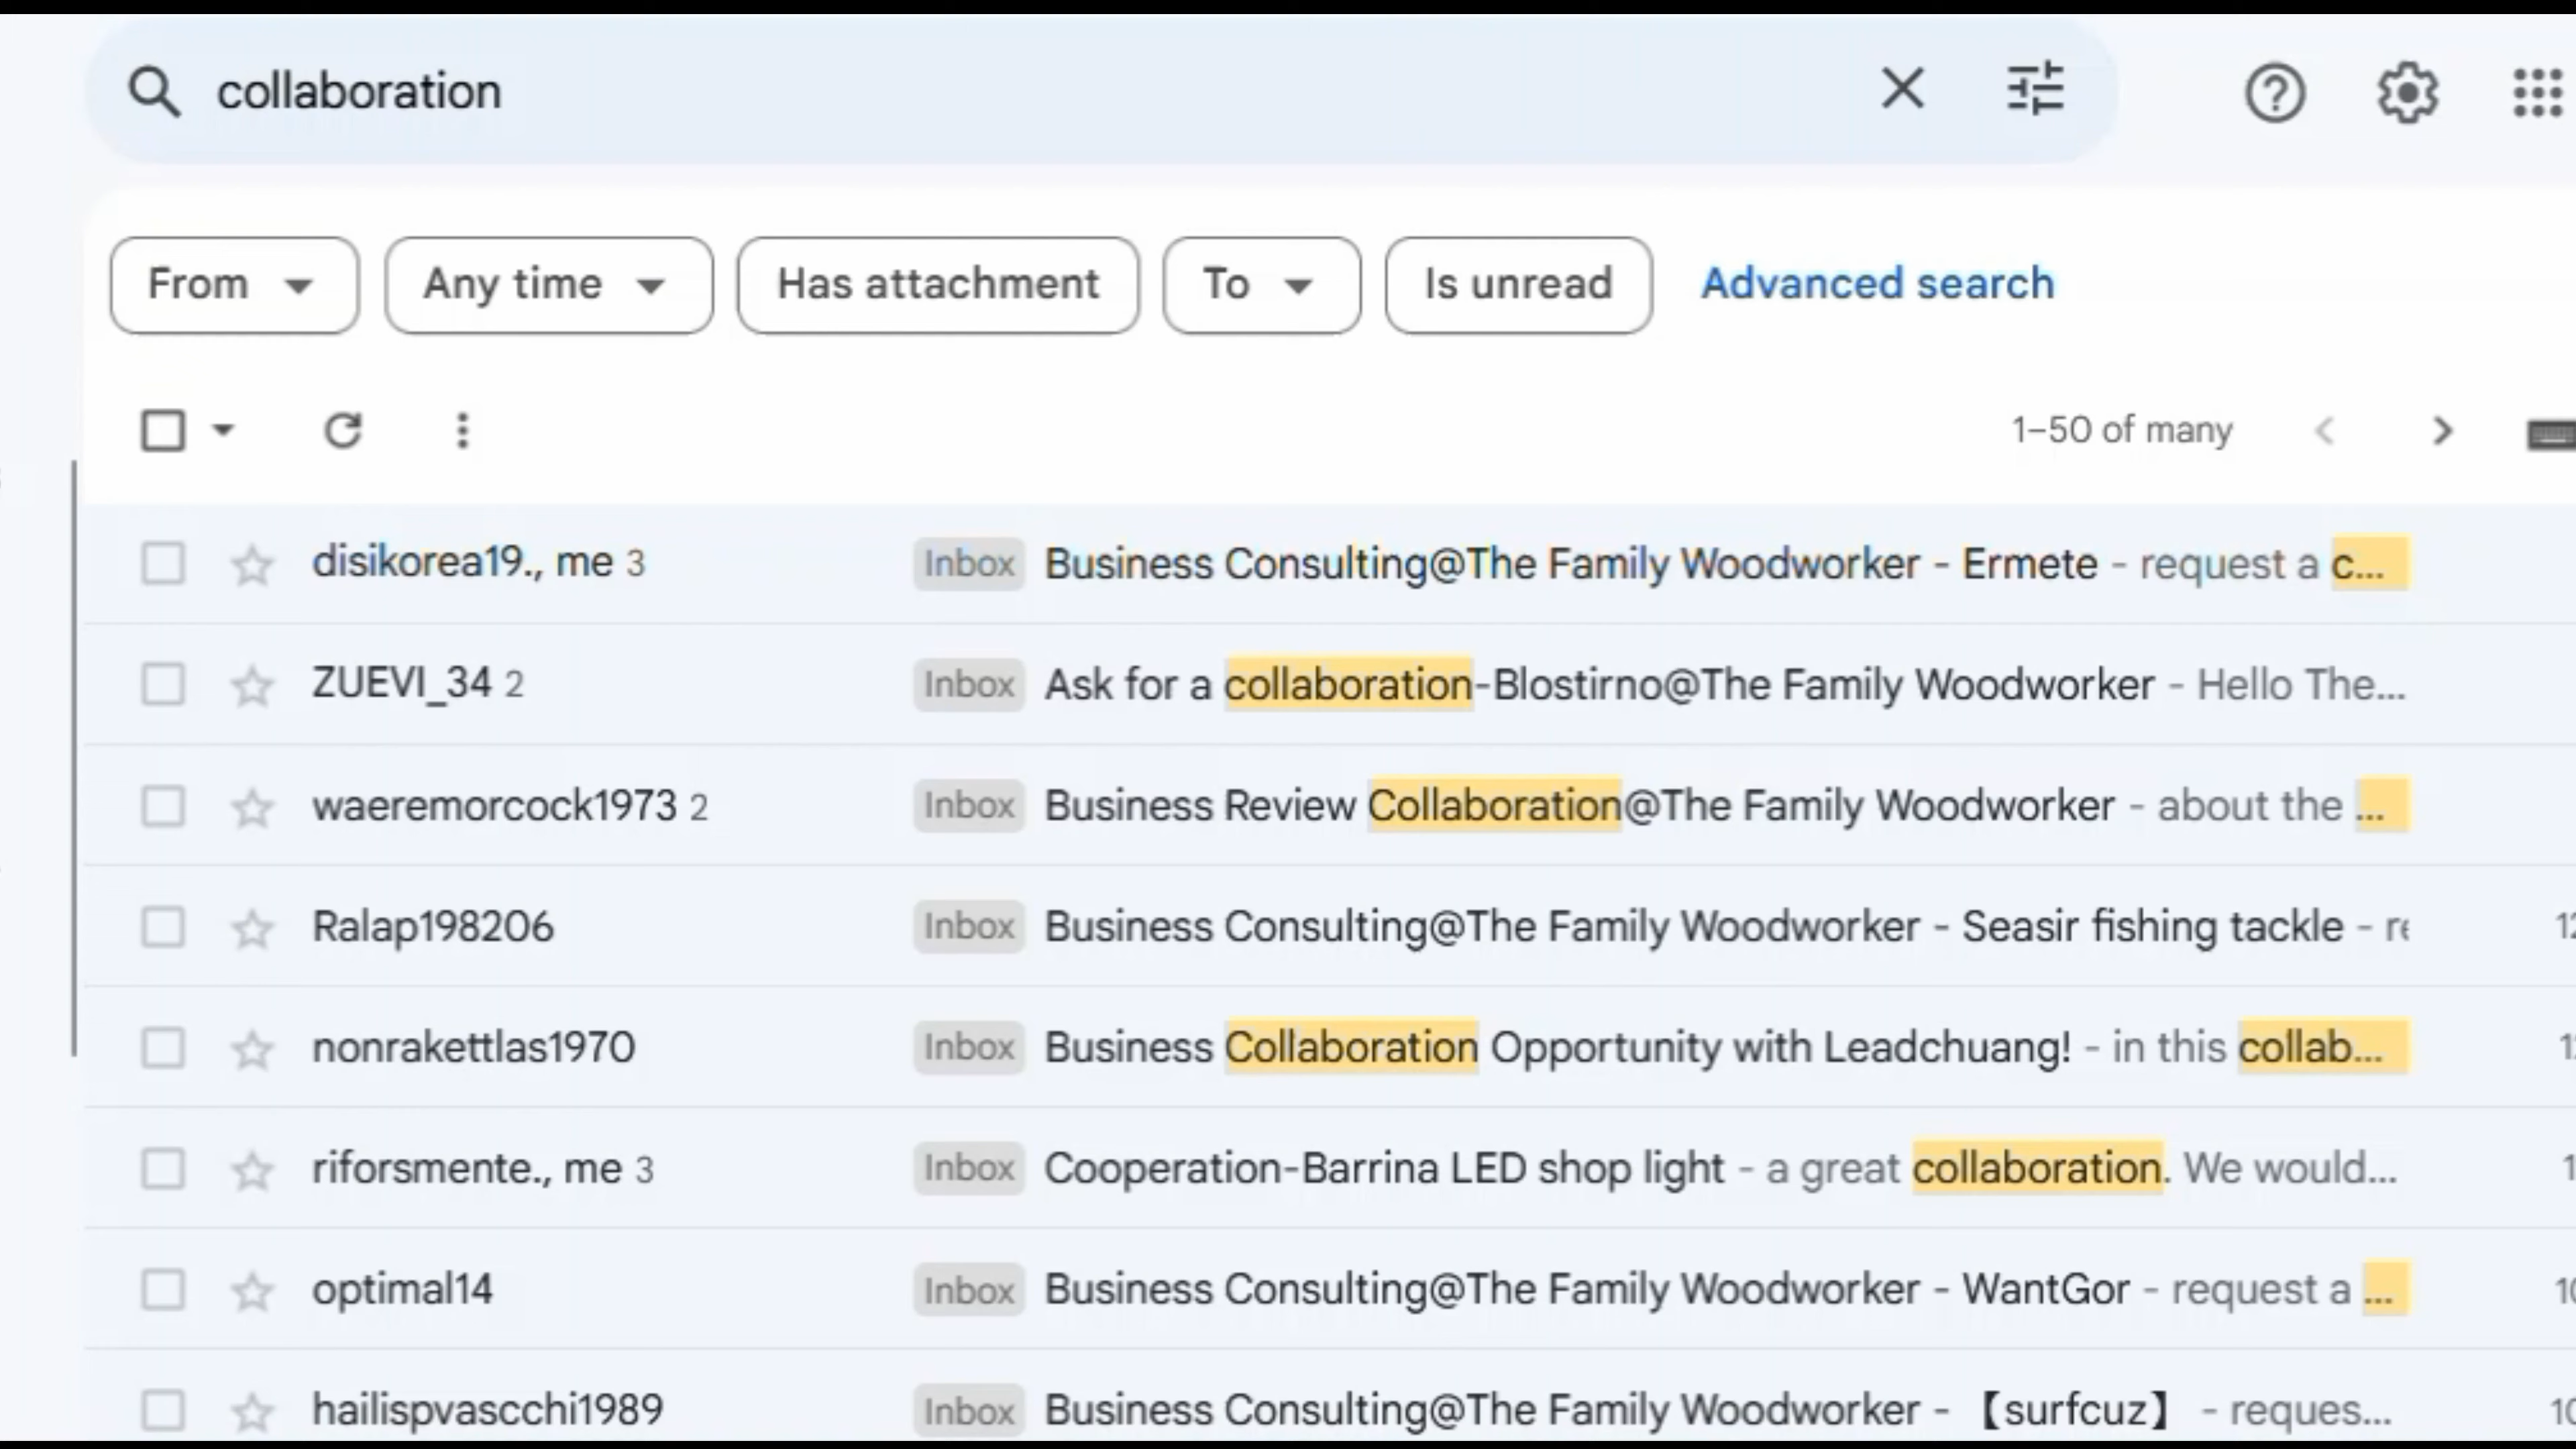 collaboration
From Any time Has attachment To Is unread Advanced search
1–50 of many
disikorea19., me 3 Inbox Business Consulting@The Family Woodworker - Ermete - request a c...
ZUEVI_34 2 Inbox Ask for a collaboration-Blostirno@The Family Woodworker - Hello The...
waeremorcock1973 2 Inbox Business Review Collaboration@The Family Woodworker - about the ...
Ralap198206 Inbox Business Consulting@The Family Woodworker - Seasir fishing tackle -
nonrakettlas1970 Inbox Business Collaboration Opportunity with Leadchuang! - in this collab...
riforsmente., me 3 Inbox Cooperation-Barrina LED shop light - a great collaboration. We would...
optimal14 Inbox Business Consulting@The Family Woodworker - WantGor - request a ...
hailispvascchi1989 Inbox Business Consulting@The Family Woodworker - 【surfcuz】 - reques...